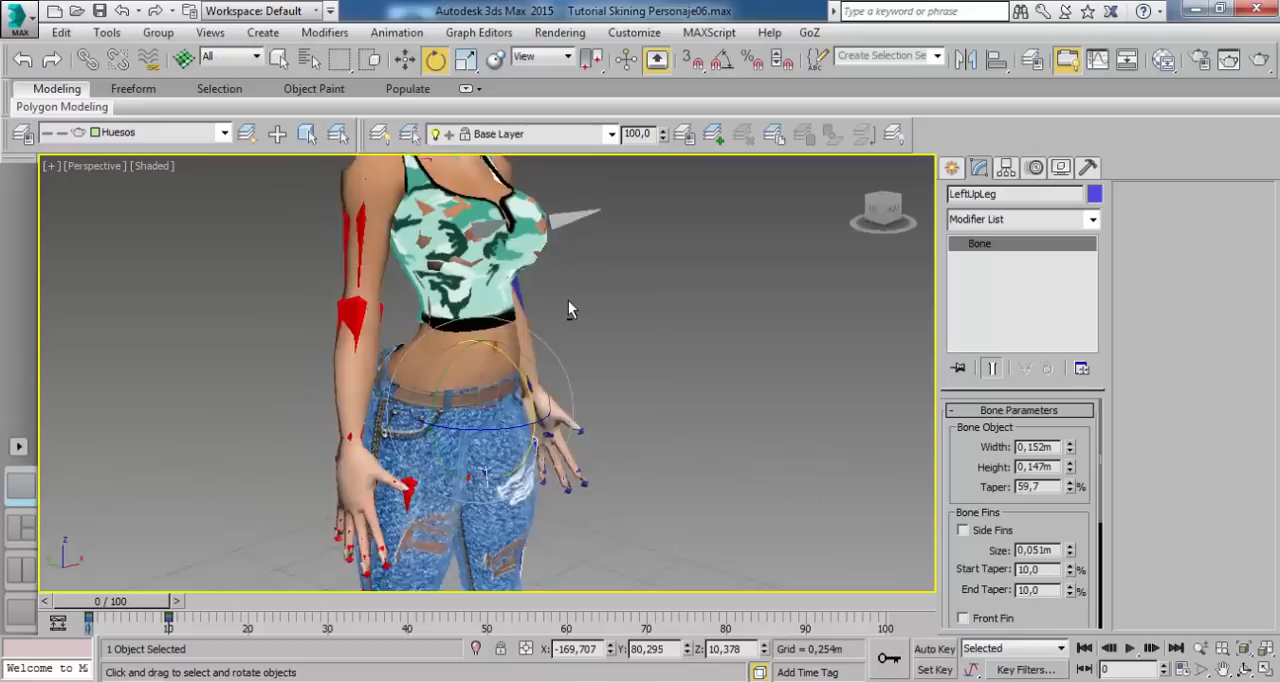 MAX
Workspace: Default
Autodesk 3ds Max 2015 Tutorial Skining Personaje06.max
Type a keyword or phrase
Edit Tools Group Views Create Modifiers Animation Graph Editors Rendering Customize MAXScript Help GoZ
All
View
3
ABC
Create Selection Se
Modeling Freeform Selection Object Paint Populate
Polygon Modeling
Huesos
Base Layer
100,0
[+] [Perspective] [Shaded]
LeftUpLeg
Modifier List
Bone
- Bone Parameters
Bone Object
Width: 0,152m
Height: 0,147m
Taper: 59,7 %
Bone Fins
Side Fins
Size: 0,051m
Start Taper: 10,0 %
End Taper: 10,0 %
Front Fin
z
x
< 0 / 100 >
10 20 30 40 50 60 70 80 90 100
1 Object Selected
X: -169,707 Y: 80,295 Z: 10,378 Grid = 0,254m
Auto Key Selected
Welcome to M
Click and drag to select and rotate objects
Add Time Tag
Set Key Key Filters...
0